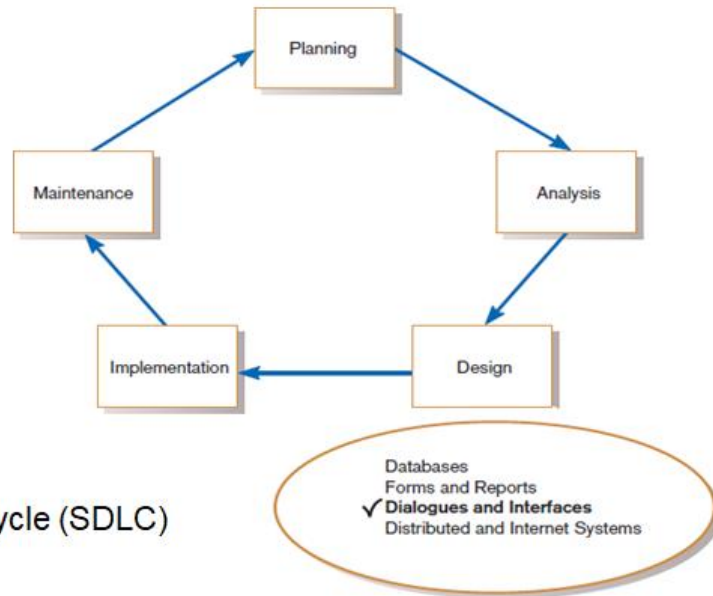 Planning
Maintenance
Analysis
Implementation
Design
Databases
Forms and Reports
✓Dialogues and Interfaces
Distributed and Internet Systems
ycle (SDLC)